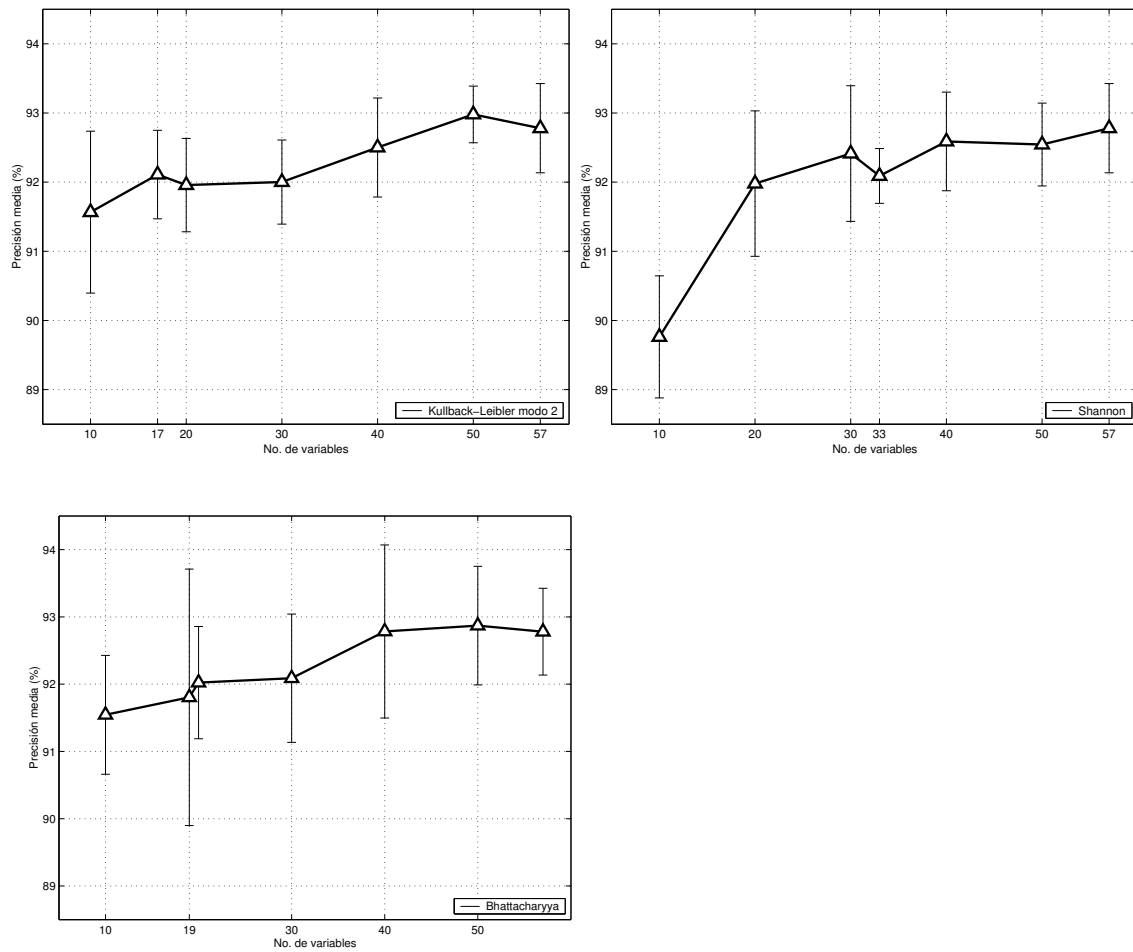 94
93
92
91
90
89
Precisión media (%)
10 17 20 30 40 50 57
No. de variables
Kullback−Leibler modo 2
94
93
92
91
90
89
Precisión media (%)
10 20 30 33 40 50 57
No. de variables
Shannon
94
93
92
91
90
89
Precisión media (%)
10 19 30 40 50
No. de variables
Bhattacharyya